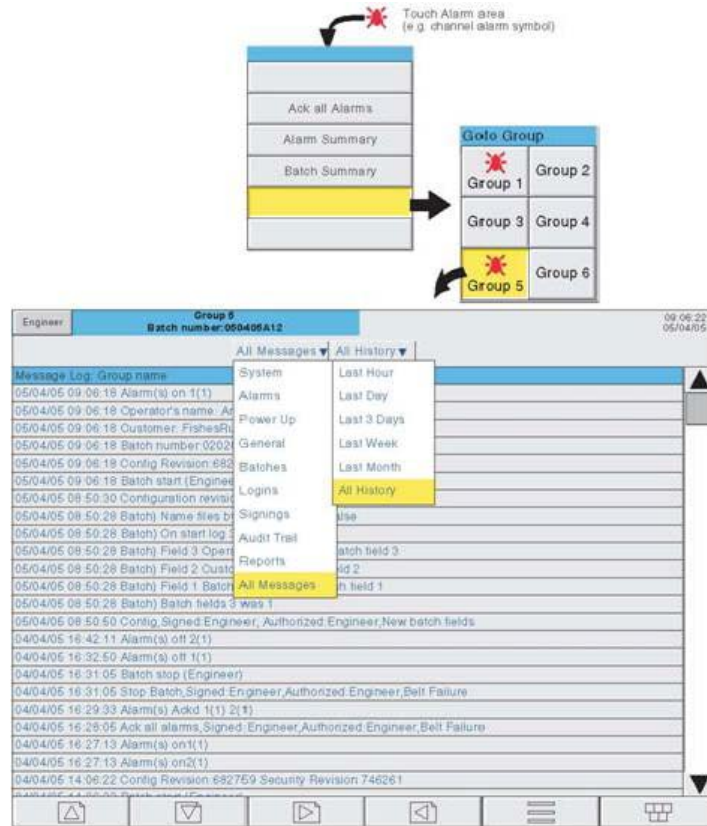 Touch Alarm area
(e.g. channel alarm symbol)
Ack all Alarms
Alarm Summary
Batch Summary
Goto Group
Group 1
Group 2
Group 3
Group 4
Group 5
Group 6
Engineer
Group 5
Batch number:050405A12
09:06:22
05/04/05
All Messages
All History
System
Alarms
Power Up
General
Batches
Logins
Signings
Audit Trail
Reports
All Messages
Last Hour
Last Day
Last 3 Days
Last Week
Last Month
All History
Message Log: Group name
05/04/05 09:06:18 Alarm(s) on 1(1)
05/04/05 09:06:18 Operator's name:
05/04/05 09:06:18 Customer: 
05/04/05 09:06:18 Batch number:
05/04/05 09:06:18 Config Revision:682
05/04/05 09:06:18 Batch start (Enginee
05/04/05 08:50:30 Configuration
05/04/05 08:50:28 Batch) Name files b
05/04/05 08:50:28 Batch) On start log
05/04/05 08:50:28 Batch) Field 3 Oper atch field 3
05/04/05 08:50:28 Batch) Field 2 Custo
05/04/05 08:50:28 Batch) Field 1 Batch h field 1
05/04/05 08:50:28 Batch) Batch fields 3 was 1
05/04/05 08:50:50 Config,Signed:Engineer, Authorized:Engineer,New batch fields
04/04/05 16:42:11 Alarm(s) off 2(1)
04/04/05 16:32:50 Alarm(s) off 1(1)
04/04/05 16:31:05 Batch stop (Engineer)
04/04/05 16:31:05 Stop Batch,Signed:Engineer,Authorized:Engineer,Belt Failure
04/04/05 16:29:33 Alarm(s) Ackd 1(1) 2(1)
04/04/05 16:28:05 Ack all alarms,Signed:Engineer,Authorized:Engineer,Belt Failure
04/04/05 16:27:13 Alarm(s) on1(1)
04/04/05 16:27:13 Alarm(s) on2(1)
04/04/05 14:06:22 Config Revision:682759 Security Revision 746261